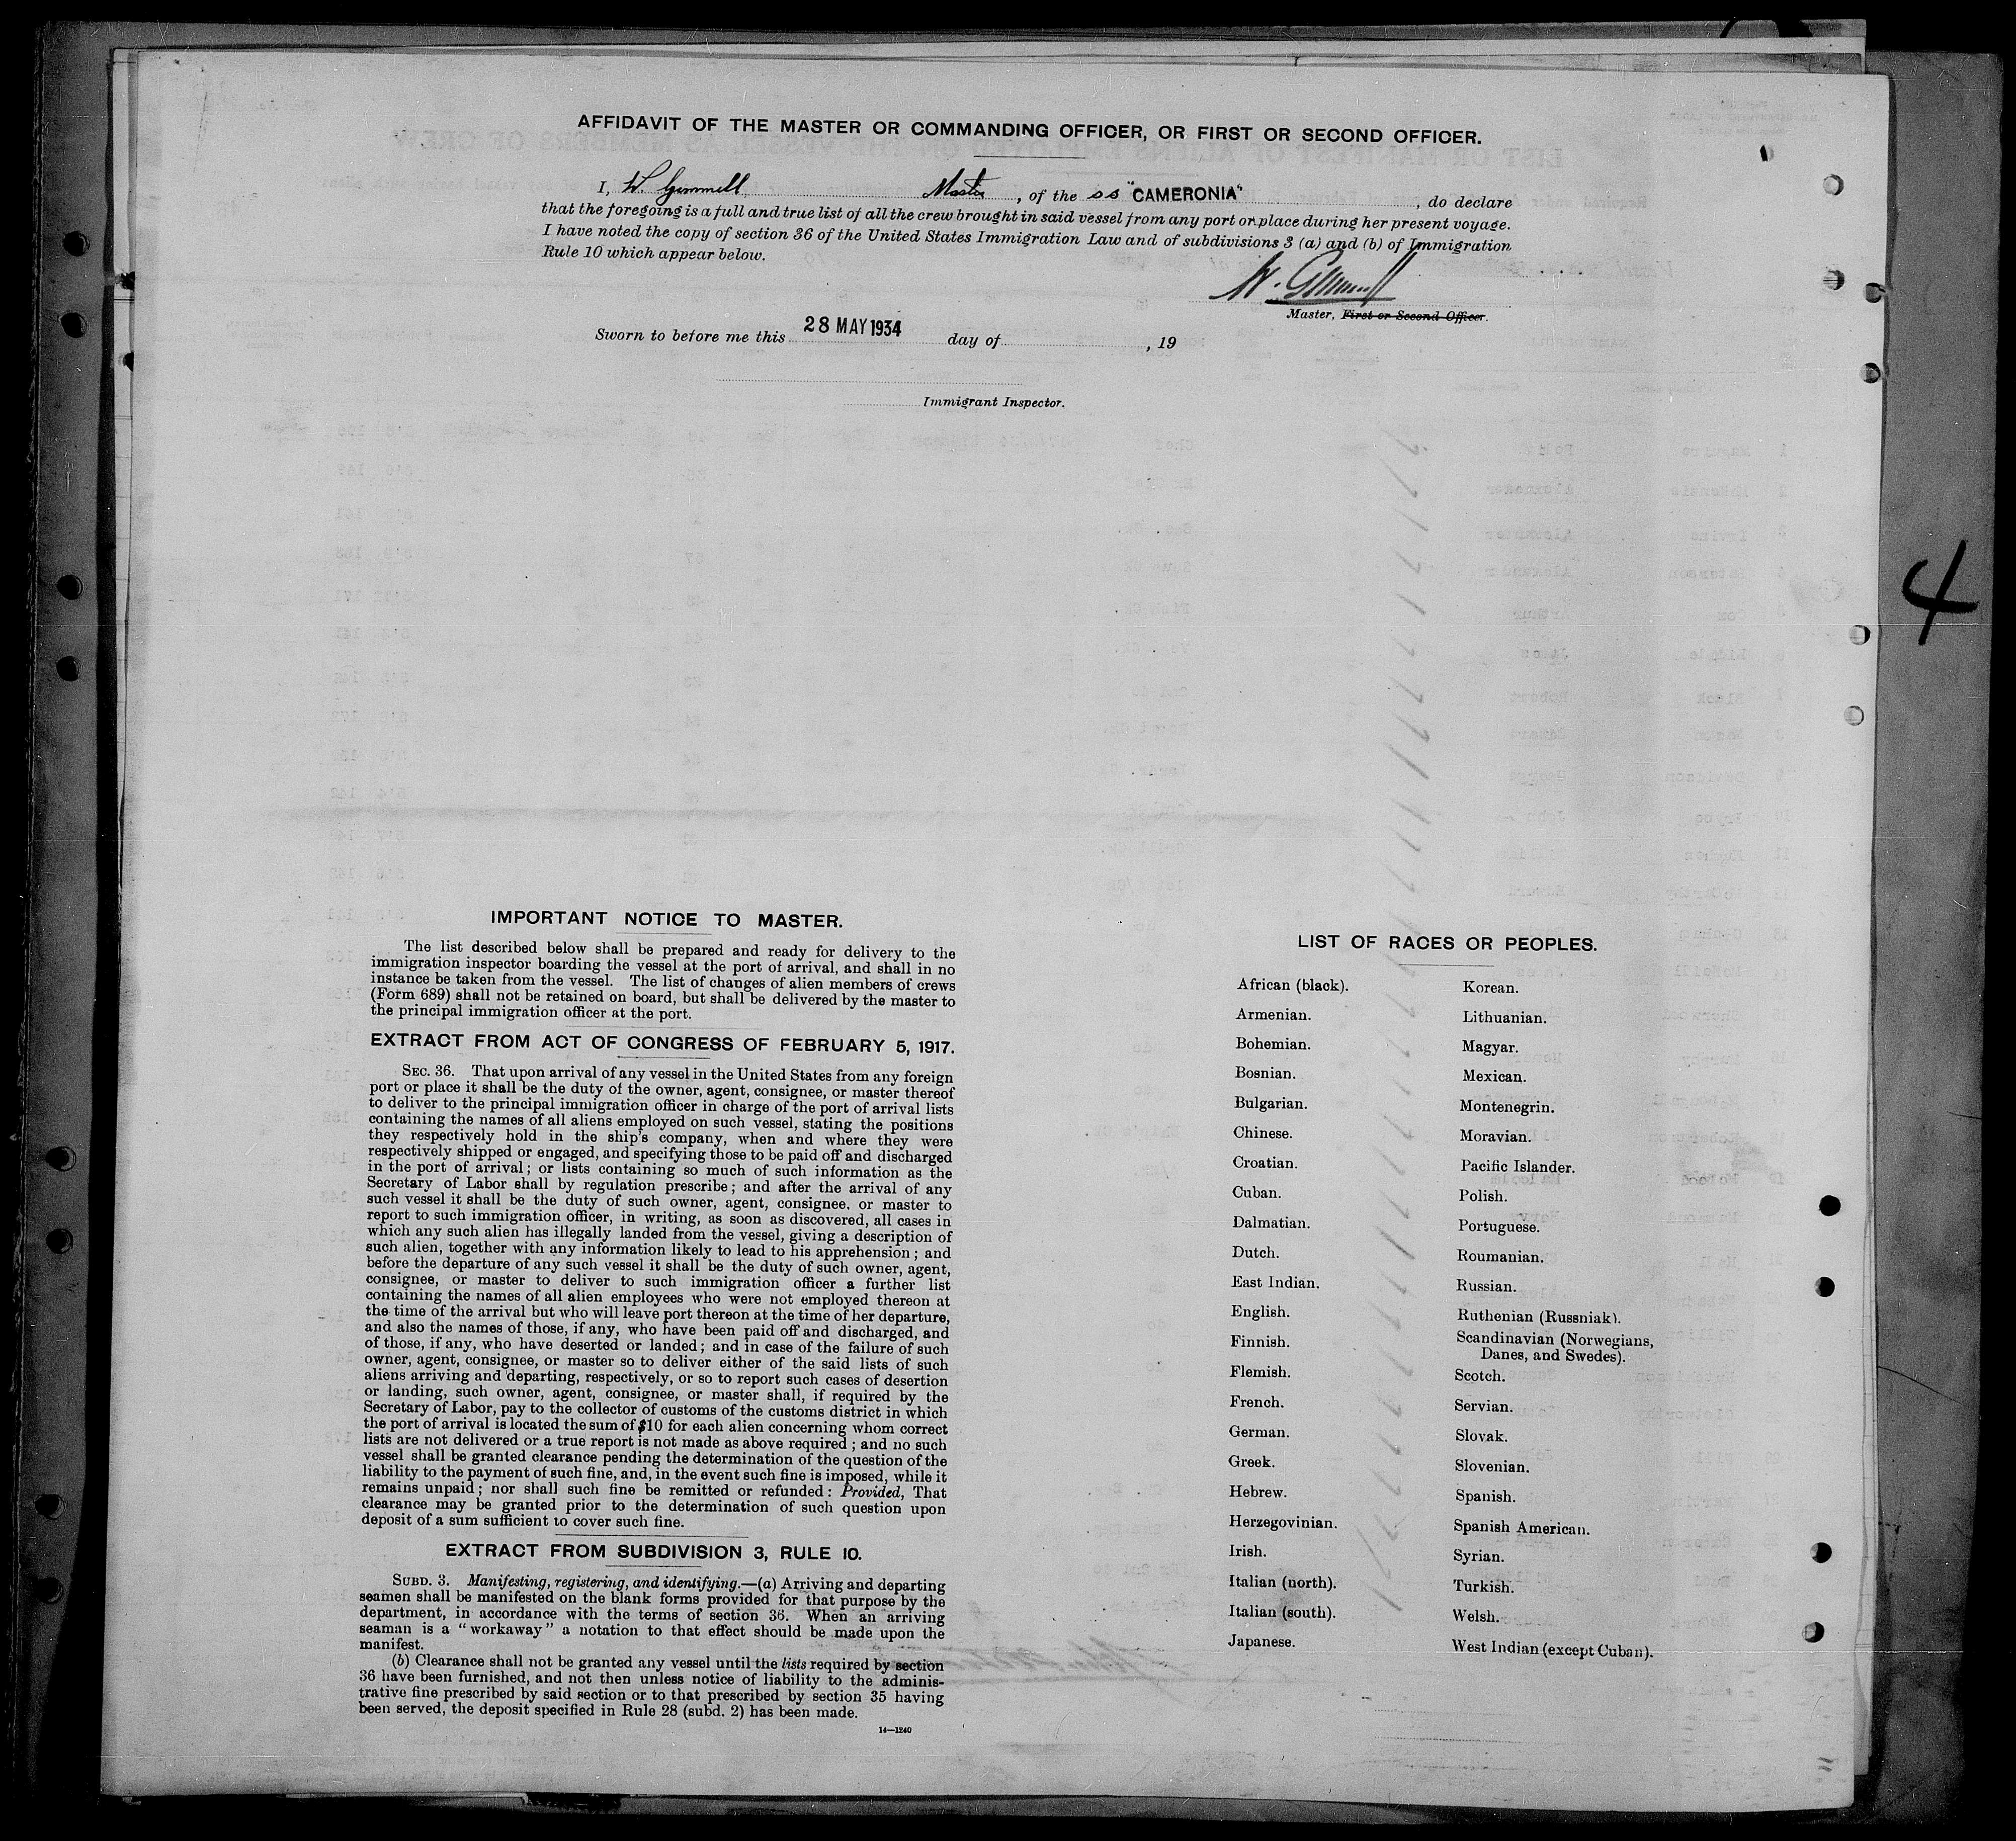 AFFIDAVIT OF THE MASTER OR COMMANDING OFFICER, OR FIRST OR SECOND OFFICER.
I, W. Gemmell Master, of the ss "CAMERONIA", do declare
that the foregoing is a full and true list of all the crew brought in said vessel from any port or place during her present voyage.
I have noted the copy of section 36 of the United States Immigration Law and of subdivisions 3 (a) and (b) of Immigration
Rule 10 which appear below.
W. Gemmell
Master, First or Second Officer.
Sworn to before me this 28 MAY 1934 day of , 19
Immigrant Inspector.
4
IMPORTANT NOTICE TO MASTER.
The list described below shall be prepared and ready for delivery to the
immigration inspector boarding the vessel at the port of arrival, and shall in no
instance be taken from the vessel. The list of changes of alien members of crews
(Form 689) shall not be retained on board, but shall be delivered by the master to
the principal immigration officer at the port.
EXTRACT FROM ACT OF CONGRESS OF FEBRUARY 5, 1917.
SEC. 36. That upon arrival of any vessel in the United States from any foreign
port or place it shall be the duty of the owner, agent, consignee, or master thereof
to deliver to the principal immigration officer in charge of the port of arrival lists
containing the names of all aliens employed on such vessel, stating the positions
they respectively hold in the ship's company, when and where they were
respectively shipped or engaged, and specifying those to be paid off and discharged
in the port of arrival; or lists containing so much of such information as the
Secretary of Labor shall by regulation prescribe; and after the arrival of any
such vessel it shall be the duty of such owner, agent, consignee, or master to
report to such immigration officer, in writing, as soon as discovered, all cases in
which any such alien has illegally landed from the vessel, giving a description of
such alien, together with any information likely to lead to his apprehension; and
before the departure of any such vessel it shall be the duty of such owner, agent,
consignee, or master to deliver to such immigration officer a further list
containing the names of all alien employees who were not employed thereon at
the time of the arrival but who will leave port thereon at the time of her departure,
and also the names of those, if any, who have been paid off and discharged, and
of those, if any, who have deserted or landed; and in case of the failure of such
owner, agent, consignee, or master so to deliver either of the said lists of such
aliens arriving and departing, respectively, or so to report such cases of desertion
or landing, such owner, agent, consignee, or master shall, if required by the
Secretary of Labor, pay to the collector of customs of the customs district in which
the port of arrival is located the sum of $10 for each alien concerning whom correct
lists are not delivered or a true report is not made as above required; and no such
vessel shall be granted clearance pending the determination of the question of the
liability to the payment of such fine, and, in the event such fine is imposed, while it
remains unpaid; nor shall such fine be remitted or refunded: Provided, That
clearance may be granted prior to the determination of such question upon
deposit of a sum sufficient to cover such fine.
EXTRACT FROM SUBDIVISION 3, RULE 10.
SUBD. 3. Manifesting, registering, and identifying.—(a) Arriving and departing
seamen shall be manifested on the blank forms provided for that purpose by the
department, in accordance with the terms of section 36. When an arriving
seaman is a "workaway" a notation to that effect should be made upon the
manifest.
(b) Clearance shall not be granted any vessel until the lists required by section
36 have been furnished, and not then unless notice of liability to the adminis-
trative fine prescribed by said section or to that prescribed by section 35 having
been served, the deposit specified in Rule 28 (subd. 2) has been made.
14—1240
LIST OF RACES OR PEOPLES.
African (black).
Armenian.
Bohemian.
Bosnian.
Bulgarian.
Chinese.
Croatian.
Cuban.
Dalmatian.
Dutch.
East Indian.
English.
Finnish.
Flemish.
French.
German.
Greek.
Hebrew.
Herzegovinian.
Irish.
Italian (north).
Italian (south).
Japanese.
Korean.
Lithuanian.
Magyar.
Mexican.
Montenegrin.
Moravian.
Pacific Islander.
Polish.
Portuguese.
Roumanian.
Russian.
Ruthenian (Russniak).
Scandinavian (Norwegians,
Danes, and Swedes).
Scotch.
Servian.
Slovak.
Slovenian.
Spanish.
Spanish American.
Syrian.
Turkish.
Welsh.
West Indian (except Cuban).